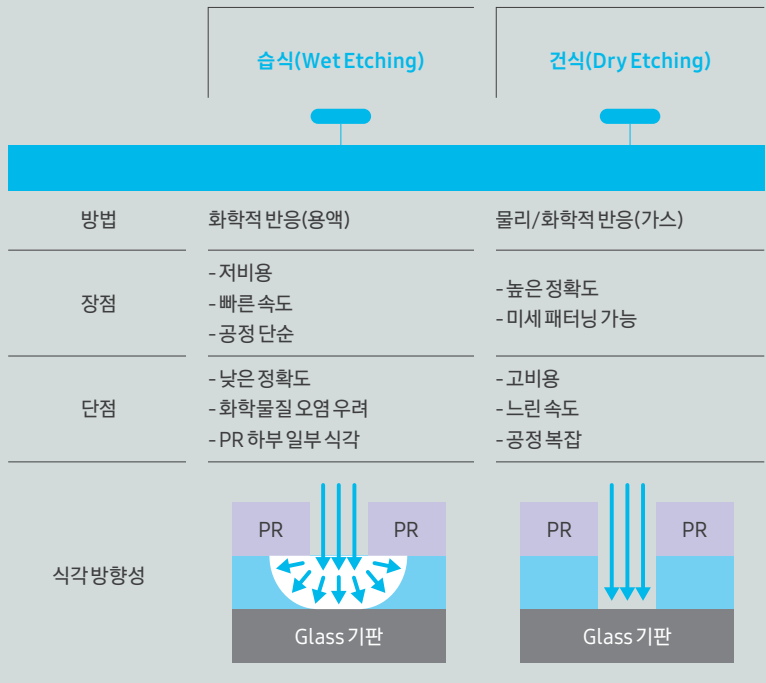 습식(Wet Etching)
건식(Dry Etching)
방법
화학적 반응(용액)
물리/화학적 반응(가스)
장점
- 저비용
- 빠른 속도
- 공정 단순
- 높은 정확도
- 미세 패터닝 가능
단점
- 낮은 정확도
- 화학물질 오염 우려
- PR 하부 일부 식각
- 고비용
- 느린 속도
- 공정 복잡
식각 방향성
PR
PR
Glass 기판
PR
PR
Glass 기판